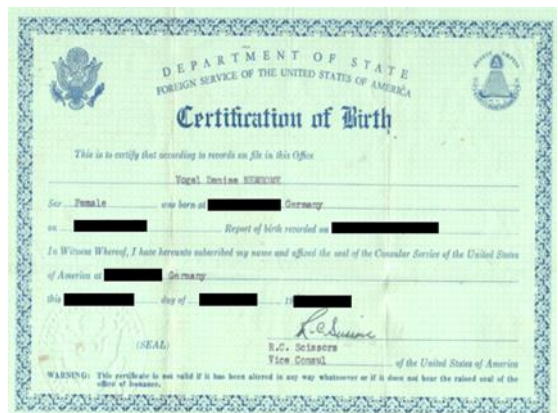 DEPARTMENT OF STATE
FOREIGN SERVICE OF THE UNITED STATES OF AMERICA
Certification of Birth
This is to certify that according to records on file in this Office
Vogel Denise
Sex Female was born at Germany
on Report of birth recorded on
In Witness Whereof, I have hereunto subscribed my name and affixed the seal of the Consular Service of the United States
of America at Germany
this day of 19
(SEAL)
R.C. Scissors
Vice Consul of the United States of America
WARNING: This certificate is not valid if it has been altered in any way whatsoever or if it does not bear the raised seal of the
office of issuance.